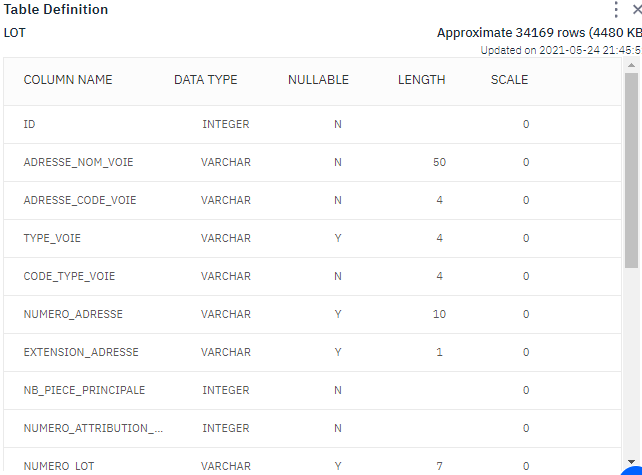 Table Definition
LOT
Approximate 34169 rows (4480 KB
Updated on 2021-05-24 21:45:5
COLUMN NAME DATA TYPE NULLABLE LENGTH SCALE
ID INTEGER N 0
ADRESSE_NOM_VOIE VARCHAR N 50 0
ADRESSE_CODE_VOIE VARCHAR N 4 0
TYPE_VOIE VARCHAR Y 4 0
CODE_TYPE_VOIE VARCHAR N 4 0
NUMERO_ADRESSE VARCHAR Y 10 0
EXTENSION_ADRESSE VARCHAR Y 1 0
NB_PIECE_PRINCIPALE INTEGER N 0
NUMERO_ATTRIBUTION_... INTEGER N 0
NUMERO_LOT VARCHAR Y 7 0